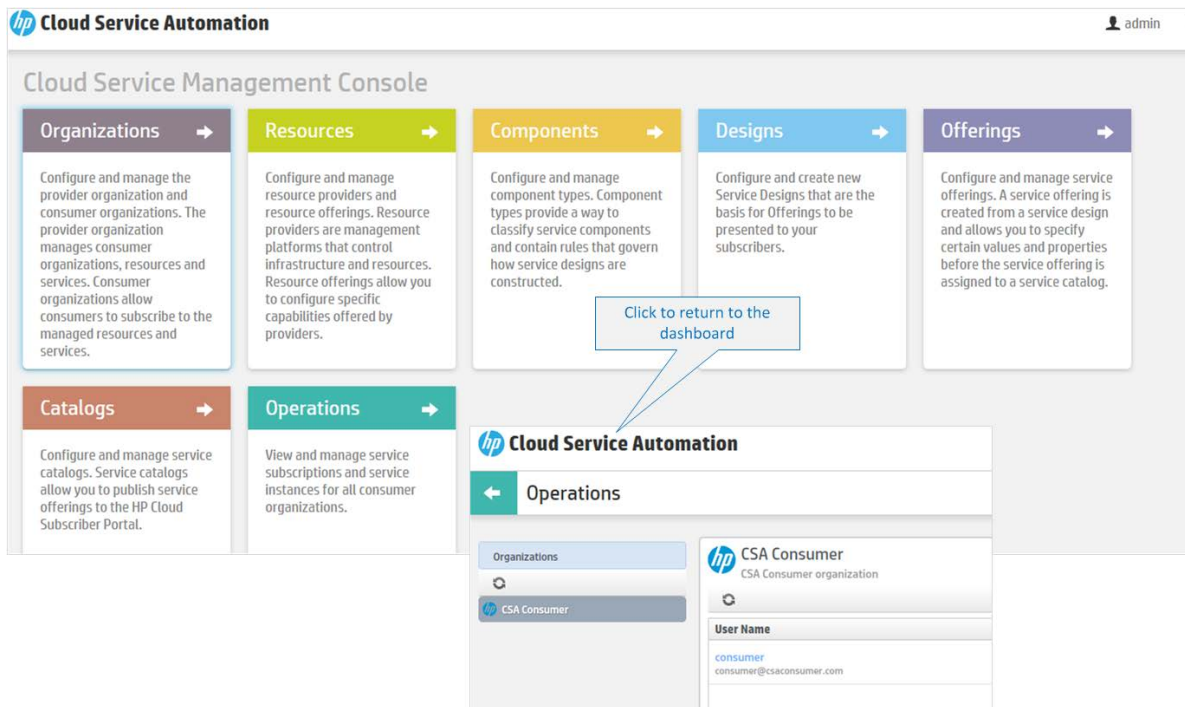 hp Cloud Service Automation
admin
Cloud Service Management Console
Organizations
Configure and manage the
provider organization and
consumer organizations. The
provider organization
manages consumer
organizations, resources and
services. Consumer
organizations allow
consumers to subscribe to the
managed resources and
services.
Resources
Configure and manage
resource providers and
resource offerings. Resource
providers are management
platforms that control
infrastructure and resources.
Resource offerings allow you
to configure specific
capabilities offered by
providers.
Components
Configure and manage
component types. Component
types provide a way to
classify service components
and contain rules that govern
how service designs are
constructed.
Designs
Configure and create new
Service Designs that are the
basis for Offerings to be
presented to your
subscribers.
Offerings
Configure and manage service
offerings. A service offering is
created from a service design
and allows you to specify
certain values and properties
before the service offering is
assigned to a service catalog.
Click to return to the
dashboard
Catalogs
Configure and manage service
catalogs. Service catalogs
allow you to publish service
offerings to the HP Cloud
Subscriber Portal.
Operations
View and manage service
subscriptions and service
instances for all consumer
organizations.
hp Cloud Service Automation
Operations
Organizations
hp CSA Consumer
hp CSA Consumer
CSA Consumer organization
User Name
consumer
consumer@csaconsumer.com